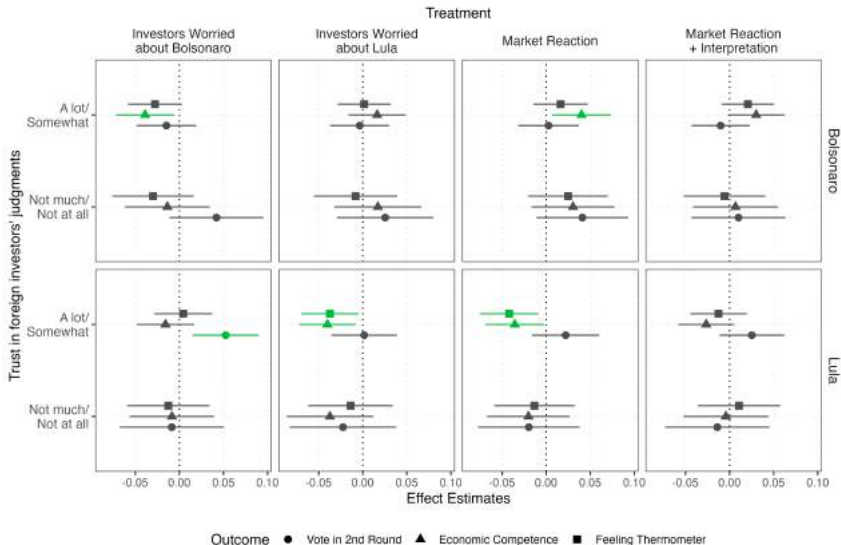 Treatment
Investors Worried about Bolsonaro
Investors Worried about Lula
Market Reaction
Market Reaction + Interpretation
Trust in foreign investors' judgments
A lot/
Somewhat
Not much/
Not at all
Bolsonaro
A lot/
Somewhat
Not much/
Not at all
Lula
-0.05 0.00 0.05 0.10 -0.05 0.00 0.05 0.10 -0.05 0.00 0.05 0.10 -0.05 0.00 0.05 0.10
Effect Estimates
Outcome Vote in 2nd Round Economic Competence Feeling Thermometer